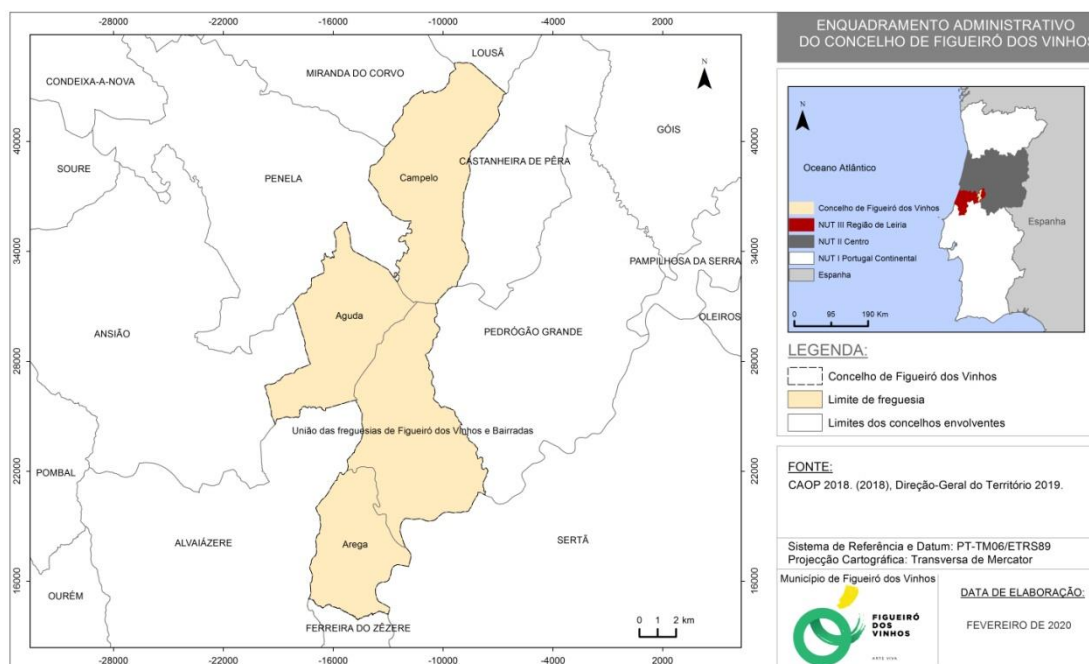 -28000 -22000 -16000 -10000 -4000 2000
LOUSÃ
MIRANDA DO CORVO
CONDEIXA-A-NOVA
N
40000 40000
GÓIS
CASTANHEIRA DE PÊRA
SOURE
PENELA
Campelo
34000 34000
PAMPILHOSA DA SERRA
OLEIROS
Aguda
ANSIÃO
PEDRÓGÃO GRANDE
28000 28000
União das freguesias de Figueiró dos Vinhos e Bairradas
POMBAL
22000 22000
ALVAIÁZERE
Arega
SERTÃ
16000 16000
OURÉM
FERREIRA DO ZÊZERE
0 1 2 km
-28000 -22000 -16000 -10000 -4000 2000
ENQUADRAMENTO ADMINISTRATIVO
DO CONCELHO DE FIGUEIRÓ DOS VINHOS
N
Oceano Atlântico
Espanha
Concelho de Figueiró dos Vinhos
NUT III Região de Leiria
NUT II Centro
NUT I Portugal Continental
Espanha
0 95 190 Km
LEGENDA:
Concelho de Figueiró dos Vinhos
Limite de freguesia
Limites dos concelhos envolventes
FONTE:
CAOP 2018. (2018), Direção-Geral do Território 2019.
Sistema de Referência e Datum: PT-TM06/ETRS89
Projecção Cartográfica: Transversa de Mercator
Município de Figueiró dos Vinhos
FIGUEIRÓ
DOS
VINHOS
ARTE VIVA
DATA DE ELABORAÇÃO:
FEVEREIRO DE 2020